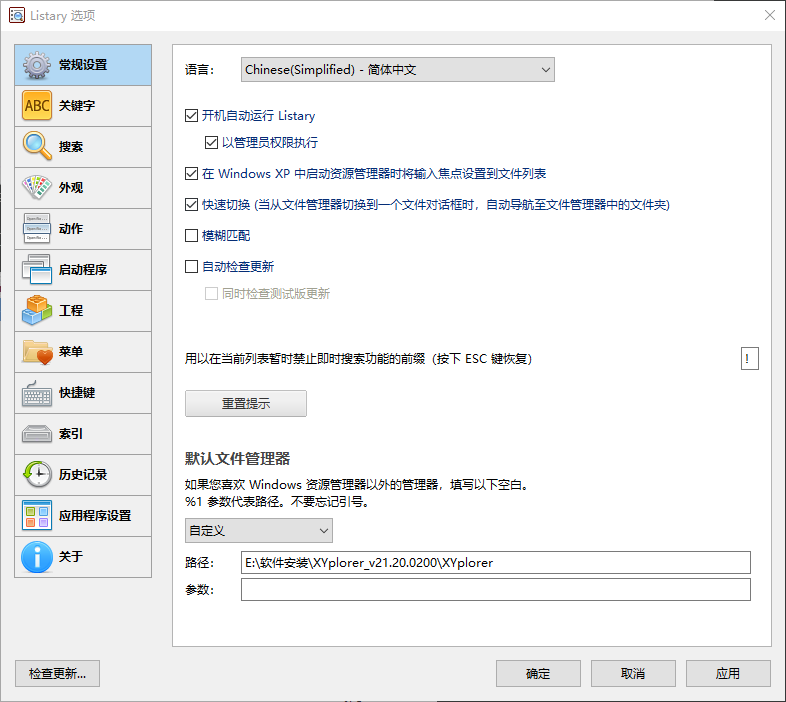 Listary 选项
常规设置
ABC 关键字
搜索
外观
动作
启动程序
工程
菜单
快捷键
索引
历史记录
应用程序设置
关于
语言： Chinese(Simplified) - 简体中文
开机自动运行 Listary
以管理员权限执行
在 Windows XP 中启动资源管理器时将输入焦点设置到文件列表
快速切换 (当从文件管理器切换到一个文件对话框时，自动导航至文件管理器中的文件夹)
模糊匹配
自动检查更新
同时检查测试版更新
用以在当前列表暂时禁止即时搜索功能的前缀（按下 ESC 键恢复） !
重置提示
默认文件管理器
如果您喜欢 Windows 资源管理器以外的管理器，填写以下空白。
%1 参数代表路径。不要忘记引号。
自定义
路径： E:\软件安装\XYplorer_v21.20.0200\XYplorer
参数：
检查更新... 确定 取消 应用